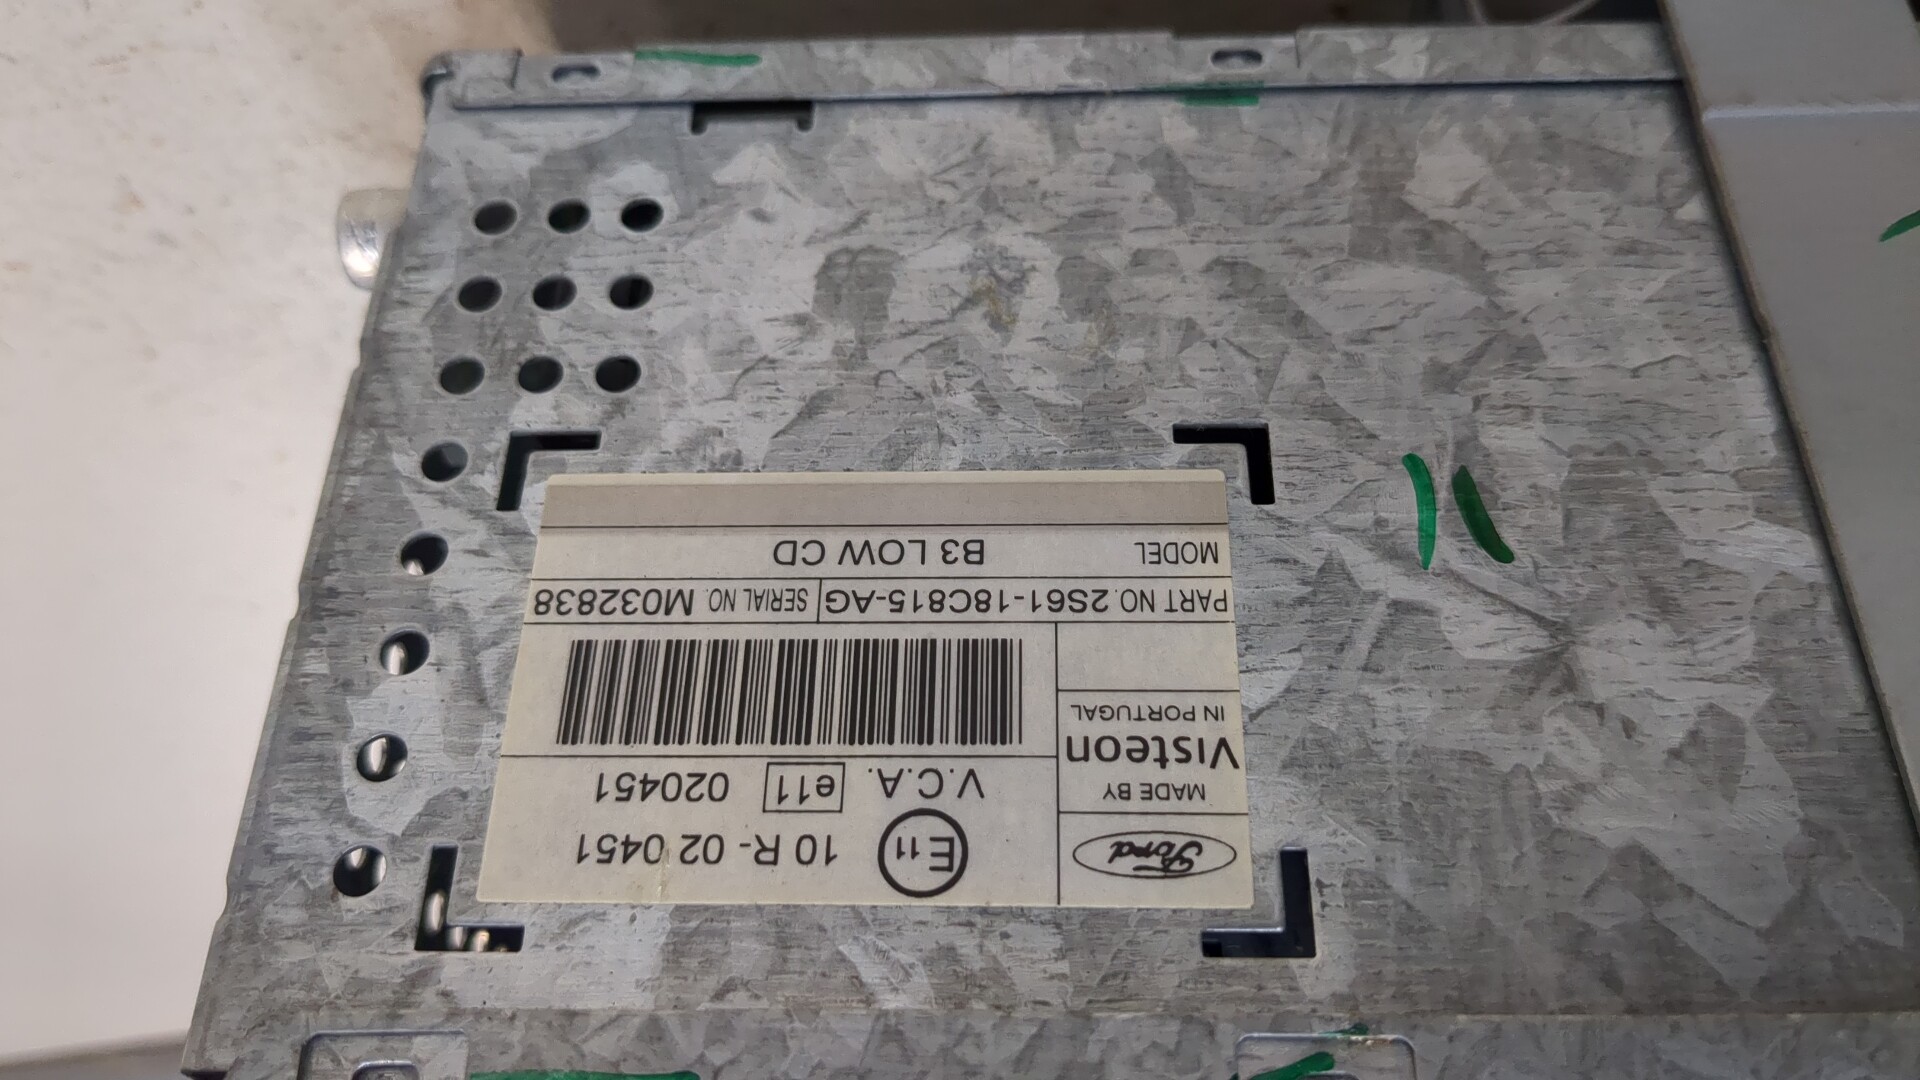 Ford
MADE BY
Visteon
IN PORTUGAL
E11 10 R- 02 0451
V.C.A. e11 020451
PART NO. 2S61-18C815-AG SERIAL NO. M032838
MODEL B3 LOW CD